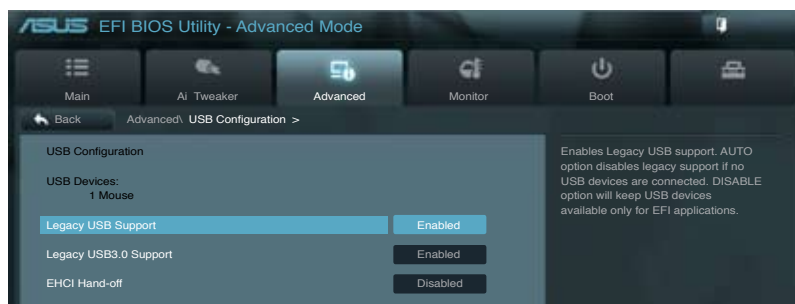 ASUS EFI BIOS Utility - Advanced Mode
Main Ai Tweaker Advanced Monitor Boot
Back Advanced\ USB Configuration >
USB Configuration
USB Devices:
1 Mouse
Legacy USB Support Enabled
Legacy USB3.0 Support Enabled
EHCI Hand-off Disabled
Enables Legacy USB support. AUTO
option disables legacy support if no
USB devices are connected. DISABLE
option will keep USB devices
available only for EFI applications.